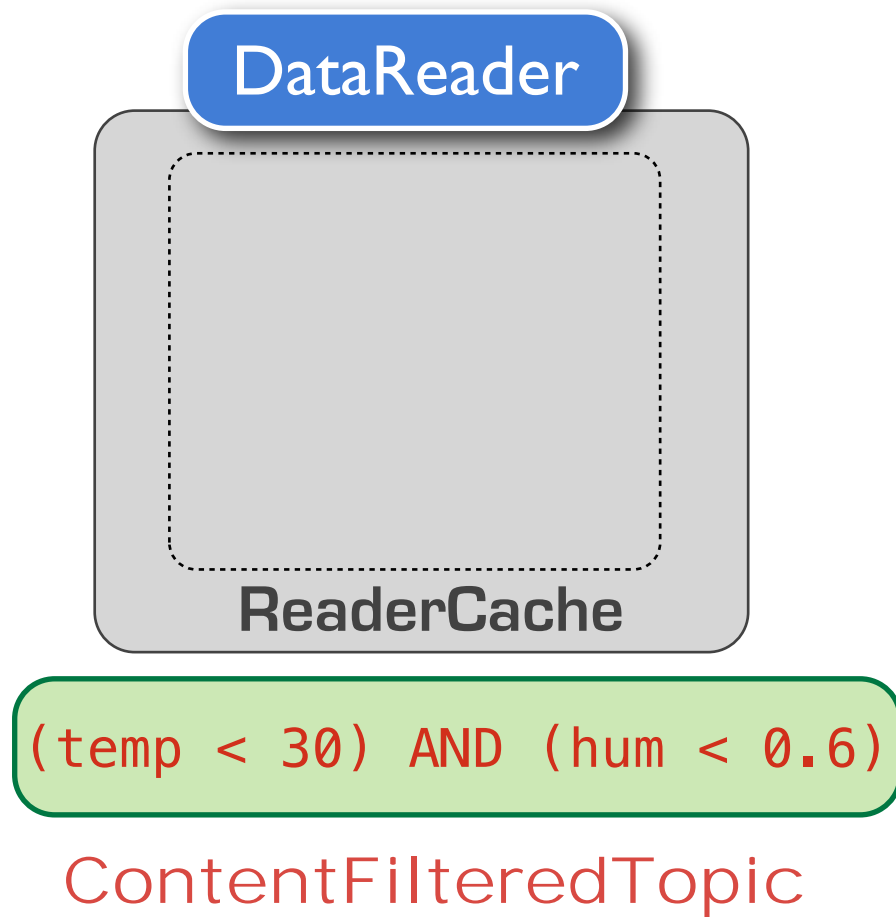 DataReader
ReaderCache
(temp < 30) AND (hum < 0.6)
ContentFilteredTopic